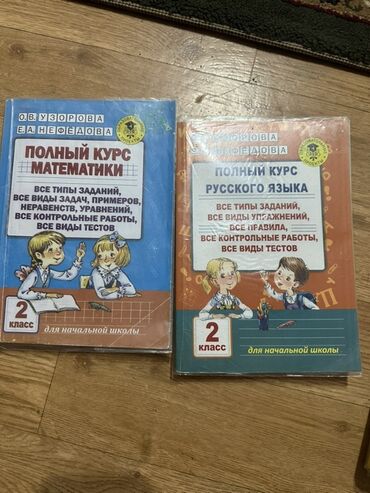 О.В. УЗОРОВА
Е.А. НЕФЁДОВА
ПОЛНЫЙ КУРС
МАТЕМАТИКИ
ВСЕ ТИПЫ ЗАДАНИЙ,
ВСЕ ВИДЫ ЗАДАЧ, ПРИМЕРОВ,
НЕРАВЕНСТВ, УРАВНЕНИЙ,
ВСЕ КОНТРОЛЬНЫЕ РАБОТЫ,
ВСЕ ВИДЫ ТЕСТОВ
2
КЛАСС
для начальной школы
ПОЛНЫЙ КУРС
РУССКОГО ЯЗЫКА
ВСЕ ТИПЫ ЗАДАНИЙ,
ВСЕ ВИДЫ УПРАЖНЕНИЙ,
ВСЕ ПРАВИЛА,
ВСЕ КОНТРОЛЬНЫЕ РАБОТЫ,
ВСЕ ВИДЫ ТЕСТОВ
2
КЛАСС
для начальной школы